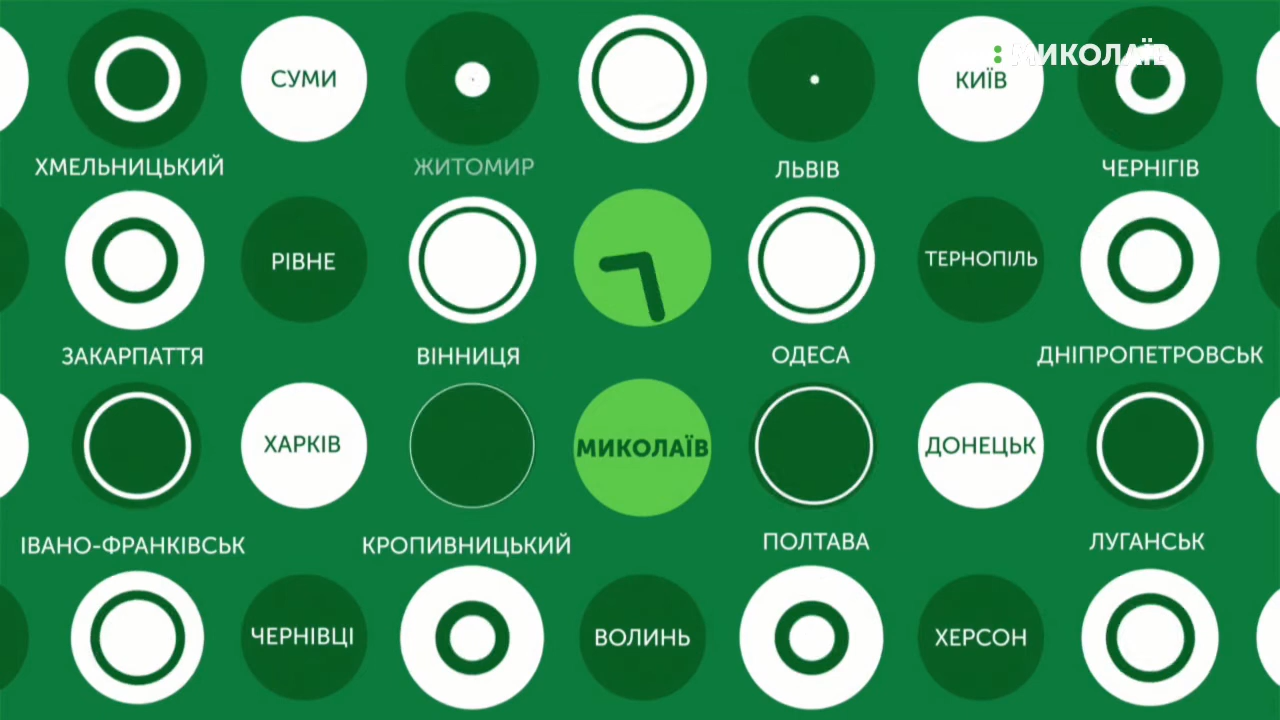 МИКОЛАЇВ
СУМИ
КИЇВ
ХМЕЛЬНИЦЬКИЙ
ЖИТОМИР
ЛЬВІВ
ЧЕРНІГІВ
РІВНЕ
ТЕРНОПІЛЬ
ЗАКАРПАТТЯ
ВІННИЦЯ
ОДЕСА
ДНІПРОПЕТРОВСЬК
ХАРКІВ
МИКОЛАЇВ
ДОНЕЦЬК
ІВАНО-ФРАНКІВСЬК
КРОПИВНИЦЬКИЙ
ПОЛТАВА
ЛУГАНСЬК
ЧЕРНІВЦІ
ВОЛИНЬ
ХЕРСОН